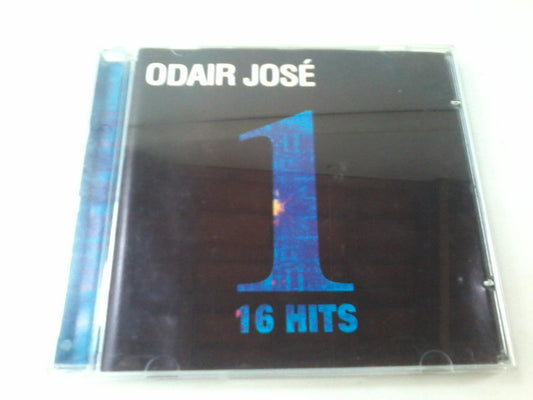 ODAIR JOSÉ
1
16 HITS